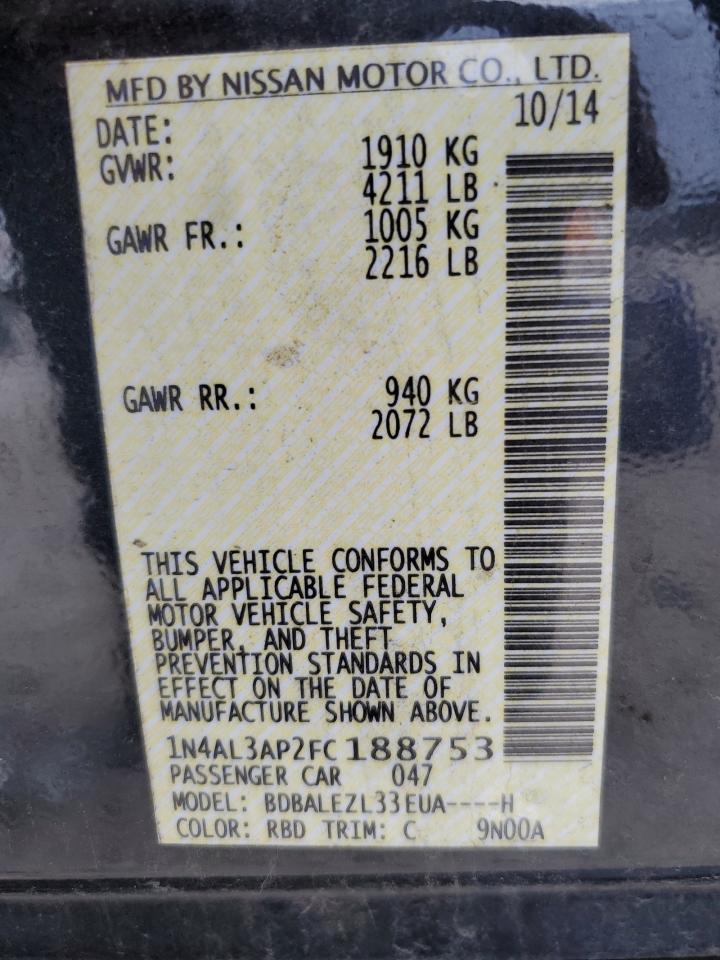 MFD BY NISSAN MOTOR CO., LTD.
DATE: 10/14
GVWR: 1910 KG
4211 LB
GAWR FR.: 1005 KG
2216 LB
GAWR RR.: 940 KG
2072 LB
THIS VEHICLE CONFORMS TO
ALL APPLICABLE FEDERAL
MOTOR VEHICLE SAFETY,
BUMPER, AND THEFT
PREVENTION STANDARDS IN
EFFECT ON THE DATE OF
MANUFACTURE SHOWN ABOVE.
1N4AL3AP2FC188753
PASSENGER CAR 047
MODEL: BDBALEZL33EUA----H
COLOR: RBD TRIM: C 9N00A